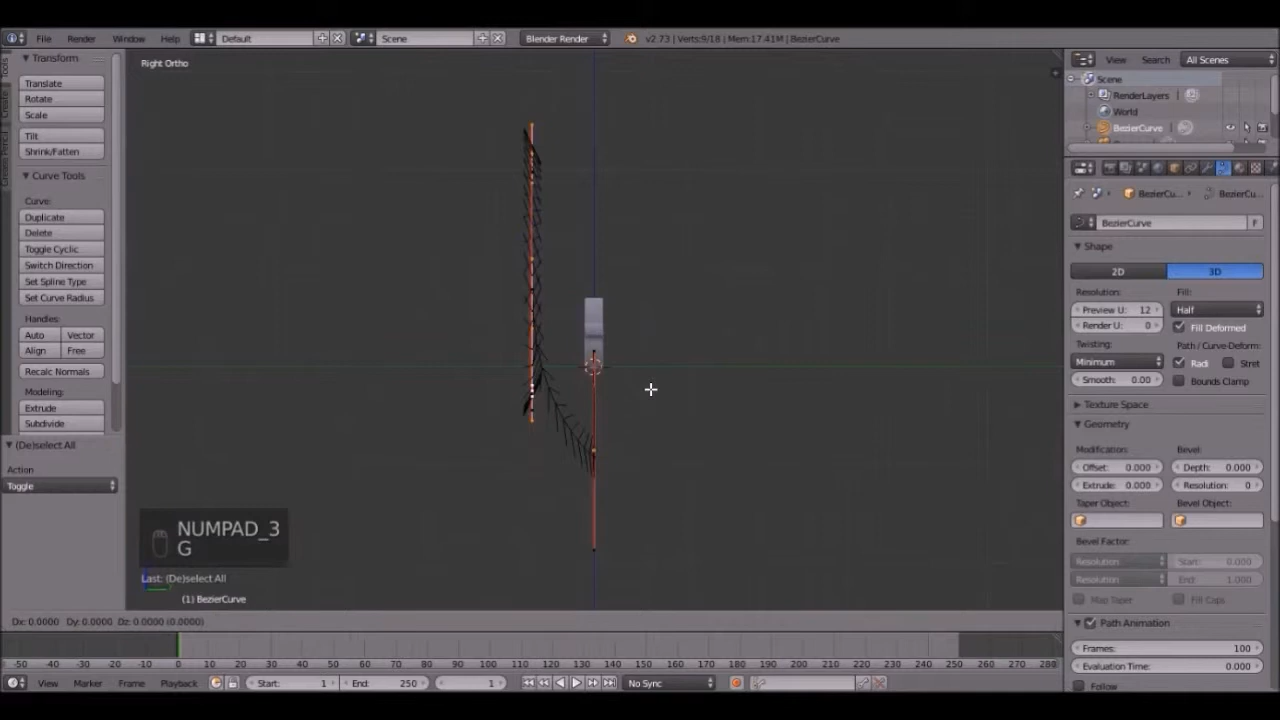 File Render Window Help Default Scene Blender Render v2.73 | Verts:9/18 | Mem:17.41M | BezierCurve
Right Ortho
Transform
Translate
Rotate
Scale
Tilt
Shrink/Fatten
Curve Tools
Curve:
Duplicate
Delete
Toggle Cyclic
Switch Direction
Set Spline Type
Set Curve Radius
Handles:
Auto Vector
Align Free
Recalc Normals
Modeling:
Extrude
Subdivide
(De)select All
Action
Toggle
Tools
Create
Grease Pencil
NUMPAD_3
G
Last: (De)select All
(1) BezierCurve
Dx: 0.0000 Dy: 0.0000 Dz: 0.0000 (0.0000)
-50 -40 -30 -20 -10 0 10 20 30 40 50 60 70 80 90 100 110 120 130 140 150 160 170 180 190 200 210 220 230 240 250 260 270 280
View Marker Frame Playback Start: 1 End: 250 1 No Sync
View Search All Scenes
Scene
RenderLayers
World
BezierCurve
BezierCu... BezierCu...
BezierCurve F
Shape
2D 3D
Resolution: Fill:
Preview U: 12 Half
Render U: 0 Fill Deformed
Twisting: Path / Curve-Deform:
Minimum Radi Stret
Smooth: 0.00 Bounds Clamp
Texture Space
Geometry
Modification: Bevel:
Offset: 0.000 Depth: 0.000
Extrude: 0.000 Resolution: 0
Taper Object: Bevel Object:
Bevel Factor:
Resolution Start: 0.000
Resolution End: 1.000
Map Taper Fill Caps
Path Animation
Frames: 100
Evaluation Time: 0.000
Follow